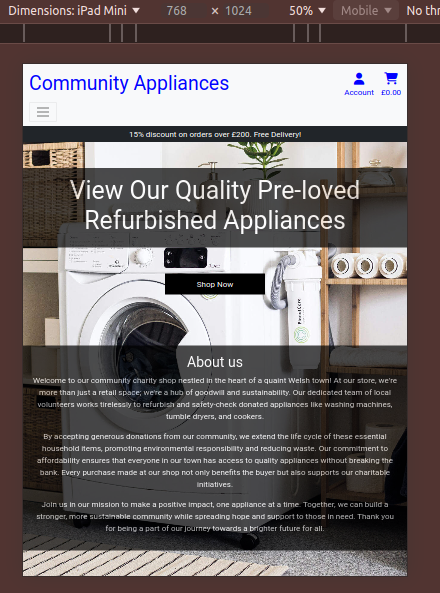 Dimensions: iPad Mini 768 × 1024 50% Mobile No thr
Community Appliances
Account £0.00
15% discount on orders over £200. Free Delivery!
View Our Quality Pre-loved
Refurbished Appliances
Shop Now
About us
Welcome to our community charity shop nestled in the heart of a quaint Welsh town! At our store, we're
more than just a retail space; we're a hub of goodwill and sustainability. Our dedicated team of local
volunteers works tirelessly to refurbish and safety-check donated appliances like washing machines,
tumble dryers, and cookers.
By accepting generous donations from our community, we extend the life cycle of these essential
household items, promoting environmental responsibility and reducing waste. Our commitment to
affordability ensures that everyone in our town has access to quality appliances without breaking the
bank. Every purchase made at our shop not only benefits the buyer but also supports our charitable
initiatives.
Join us in our mission to make a positive impact, one appliance at a time. Together, we can build a
stronger, more sustainable community while spreading hope and support to those in need. Thank you
for being a part of our journey towards a brighter future for all.